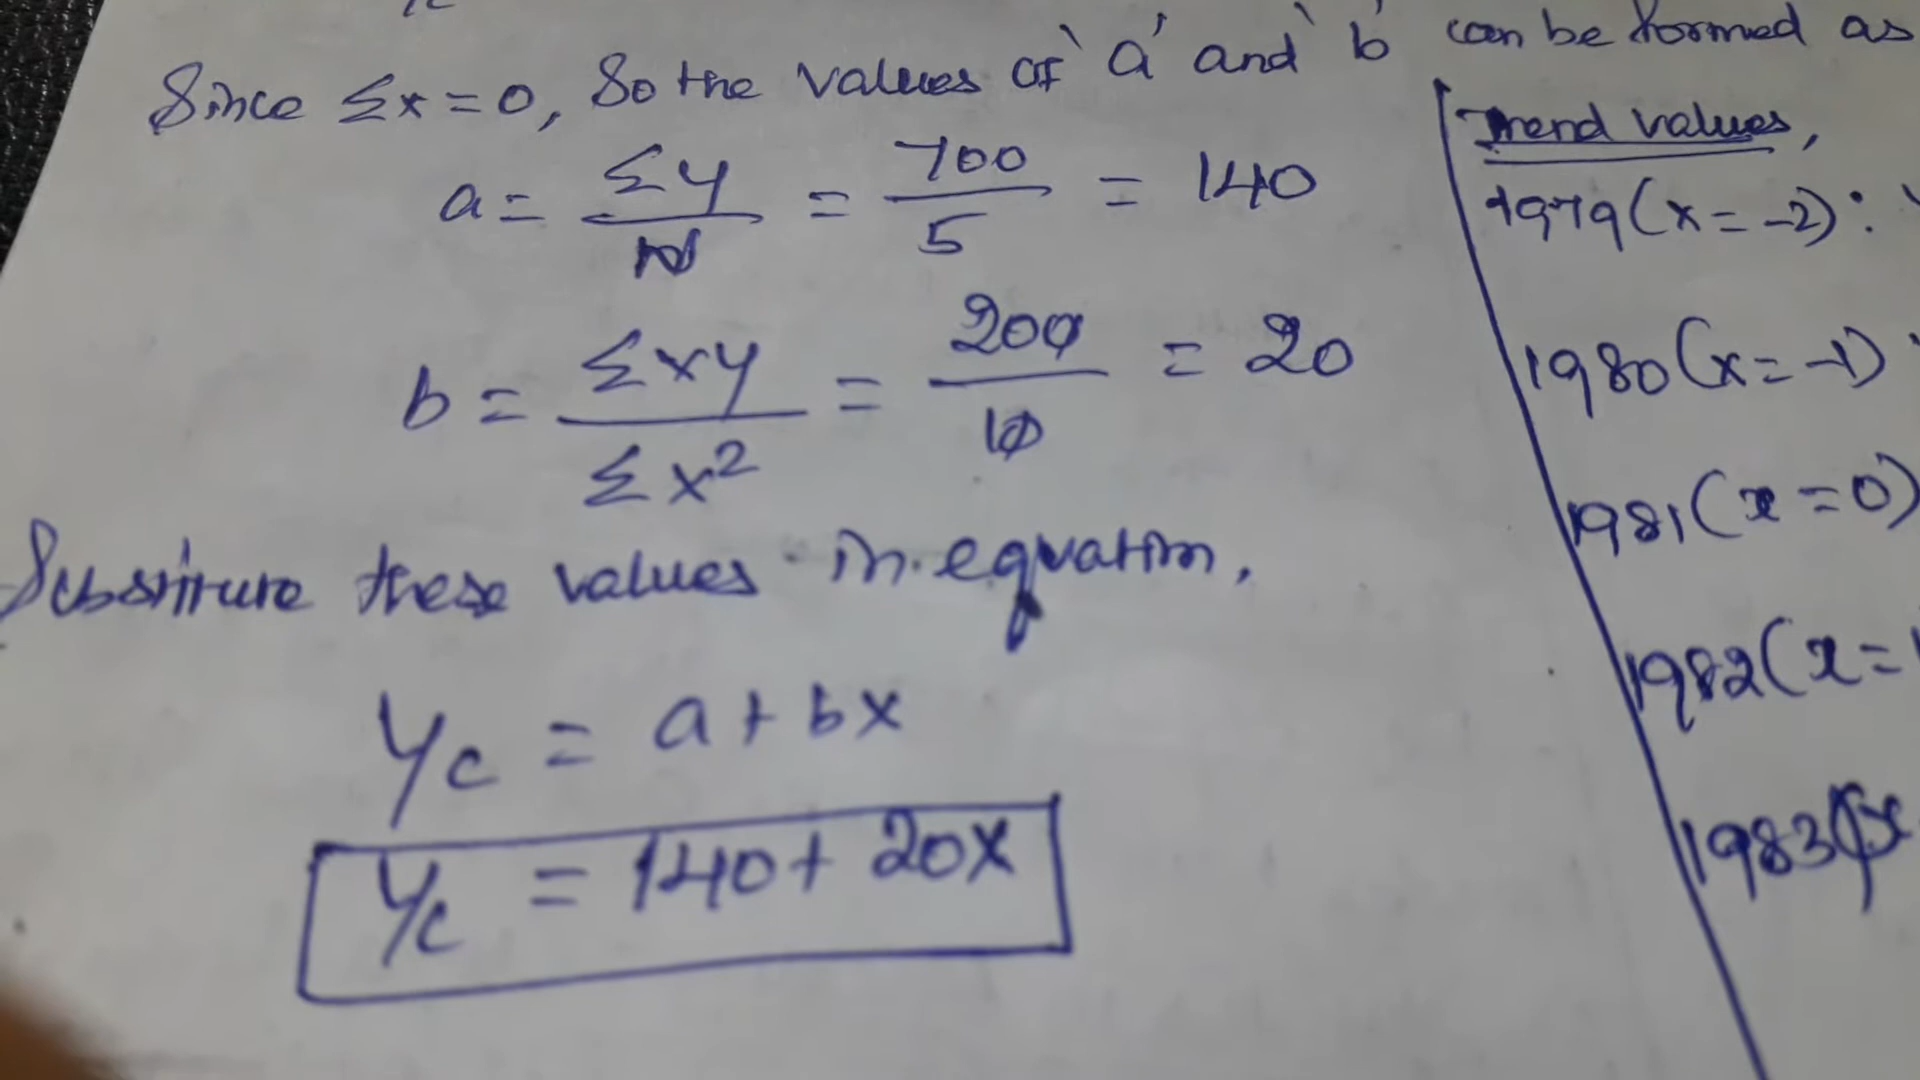 Since Σx=0, So the values of 'a' and 'b' can be formed as
a = Σy/N = 700/5 = 140
b = Σxy/Σx² = 200/10 = 20
Substitute these values in equation,
Yc = a + bx
Yc = 140 + 20x
Trend values,
1979(x=-2):
1980(x=-1)
1981(x=0)
1982(x=1
1983(x